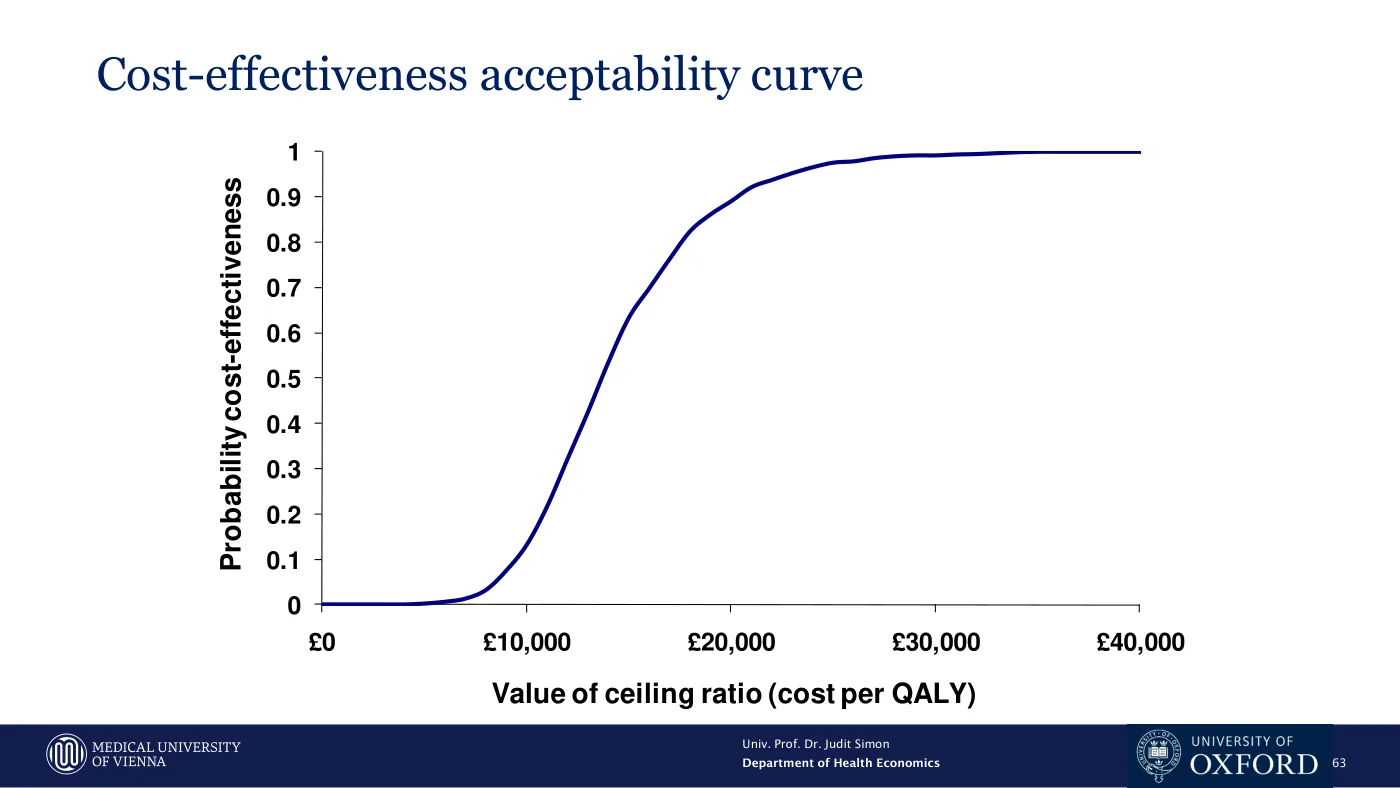 Cost-effectiveness acceptability curve
1
0.9
0.8
0.7
0.6
0.5
0.4
0.3
0.2
0.1
0
Probability cost-effectiveness
£0
£10,000
£20,000
£30,000
£40,000
Value of ceiling ratio (cost per QALY)
MEDICAL UNIVERSITY
OF VIENNA
Univ. Prof. Dr. Judit Simon
Department of Health Economics
UNIVERSITY OF
OXFORD
63